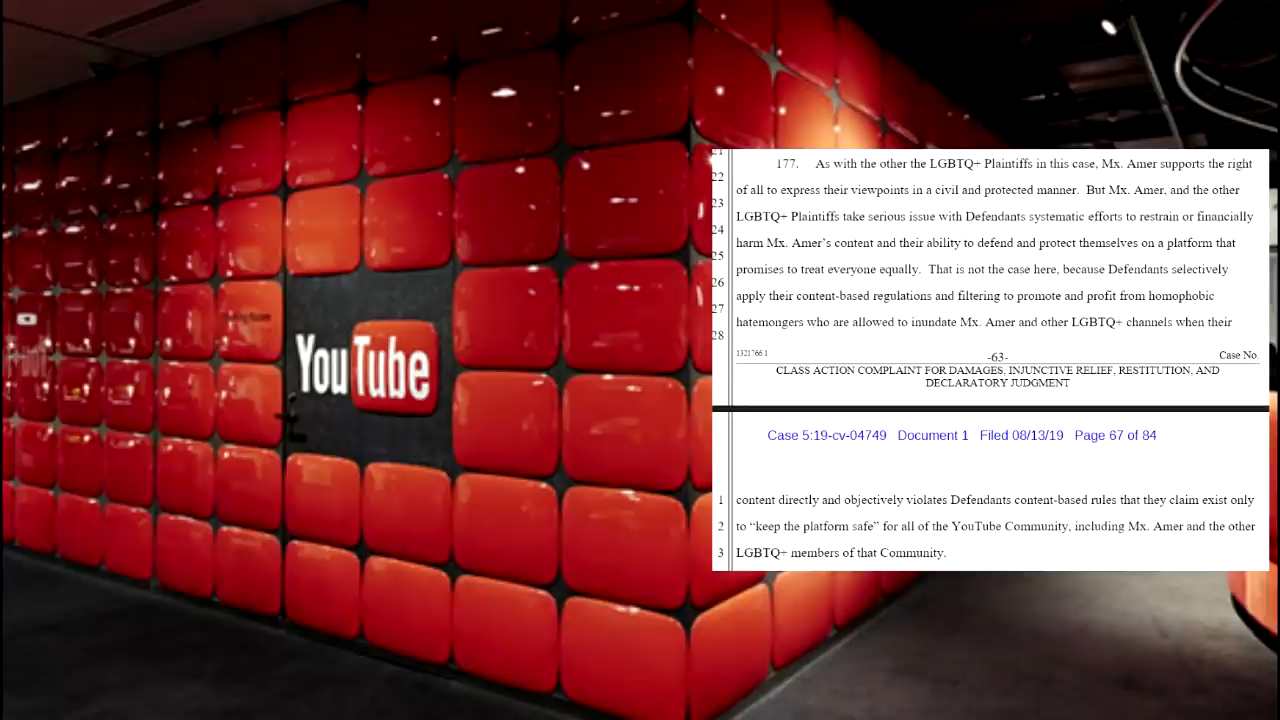 YouTube
21
177. As with the other the LGBTQ+ Plaintiffs in this case, Mx. Amer supports the right
22
of all to express their viewpoints in a civil and protected manner. But Mx. Amer, and the other
23
LGBTQ+ Plaintiffs take serious issue with Defendants systematic efforts to restrain or financially
24
harm Mx. Amer's content and their ability to defend and protect themselves on a platform that
25
promises to treat everyone equally. That is not the case here, because Defendants selectively
26
apply their content-based regulations and filtering to promote and profit from homophobic
27
hatemongers who are allowed to inundate Mx. Amer and other LGBTQ+ channels when their
28
1321766.1 -63- Case No.
CLASS ACTION COMPLAINT FOR DAMAGES, INJUNCTIVE RELIEF, RESTITUTION, AND
DECLARATORY JUDGMENT
Case 5:19-cv-04749 Document 1 Filed 08/13/19 Page 67 of 84
1 content directly and objectively violates Defendants content-based rules that they claim exist only
2 to “keep the platform safe” for all of the YouTube Community, including Mx. Amer and the other
3 LGBTQ+ members of that Community.